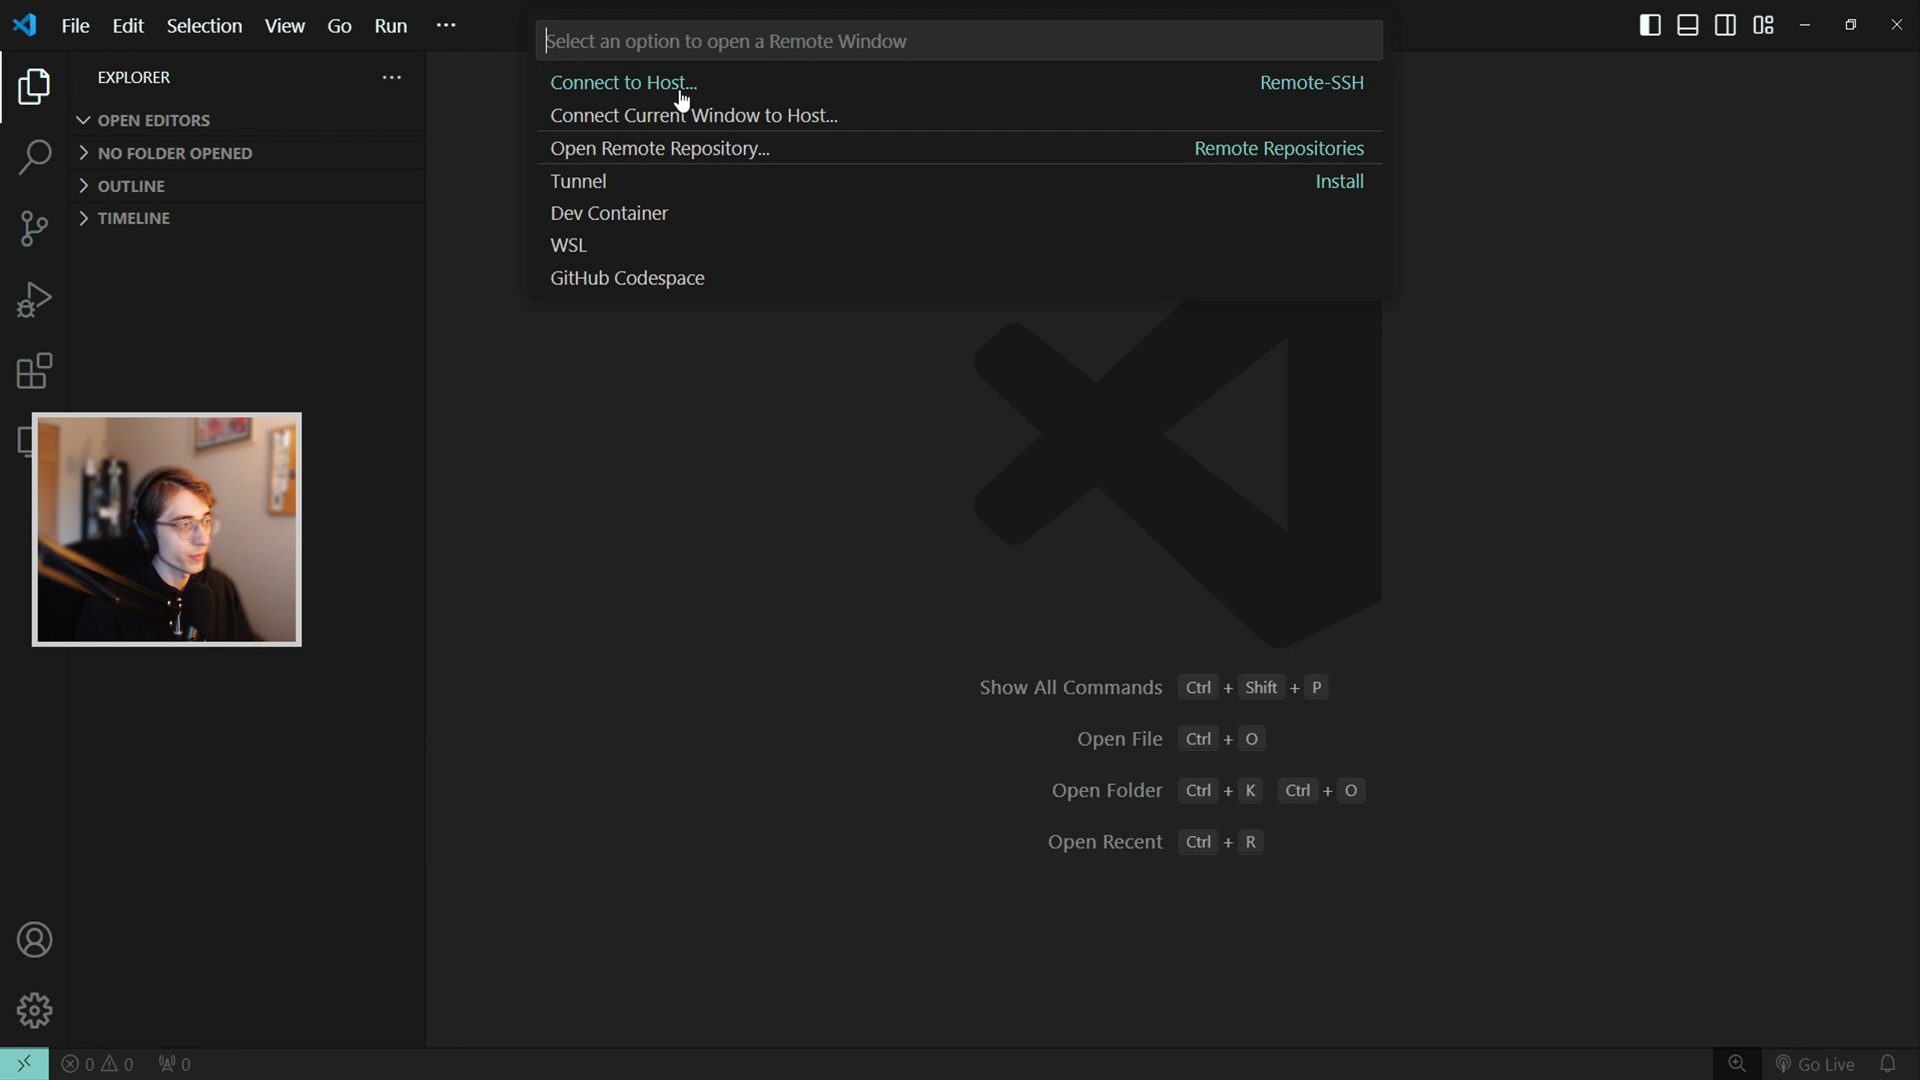 File Edit Selection View Go Run ...
Select an option to open a Remote Window
Connect to Host... Remote-SSH
Connect Current Window to Host...
Open Remote Repository... Remote Repositories
Tunnel Install
Dev Container
WSL
GitHub Codespace
EXPLORER ...
OPEN EDITORS
NO FOLDER OPENED
OUTLINE
TIMELINE
Show All Commands Ctrl + Shift + P
Open File Ctrl + O
Open Folder Ctrl + K Ctrl + O
Open Recent Ctrl + R
0 0 0 Go Live